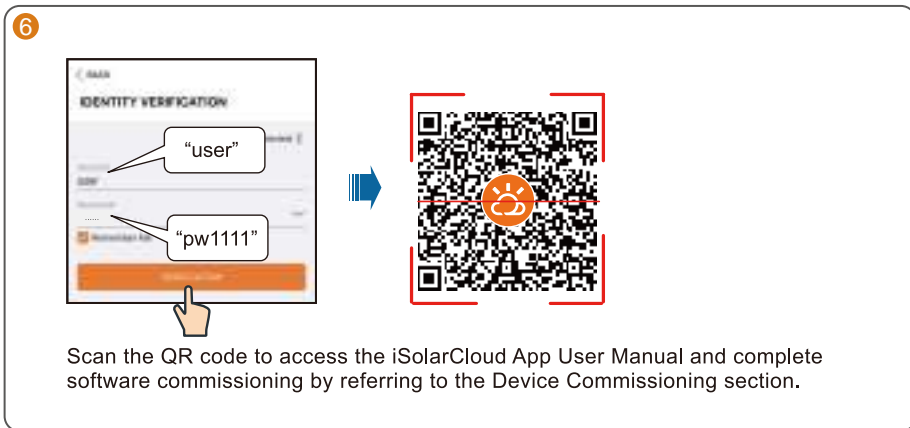 6
BACK
IDENTITY VERIFICATION
“user”
user
“pw1111”
Scan the QR code to access the iSolarCloud App User Manual and complete
software commissioning by referring to the Device Commissioning section.